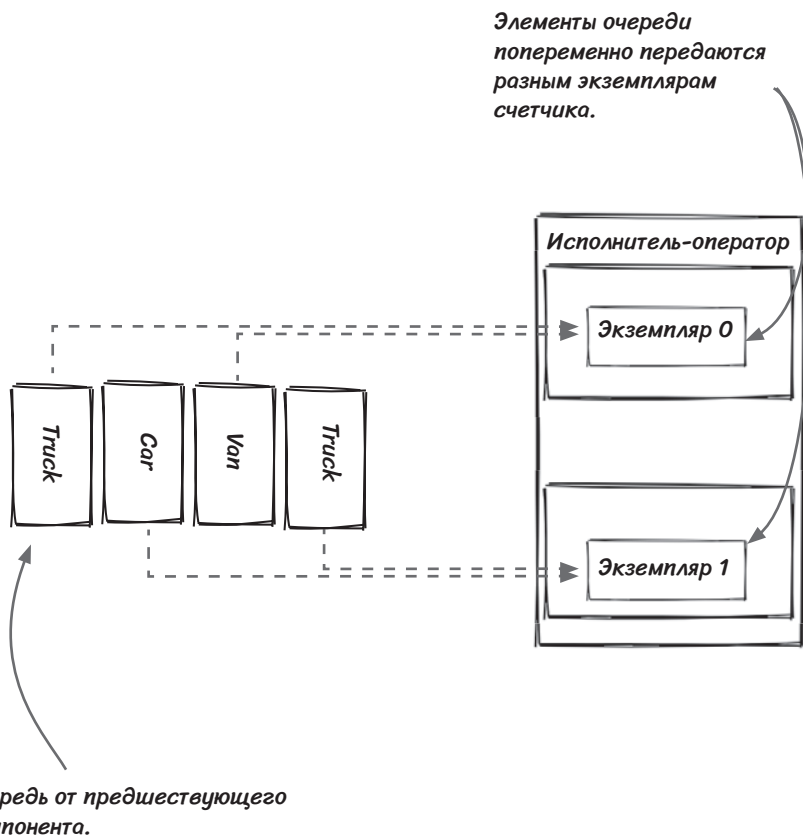 Элементы очереди
попеременно передаются
разным экземплярам
счетчика.
Исполнитель-оператор
Экземпляр 0
Truck
Car
Van
Truck
Экземпляр 1
редь от предшествующего
понента.